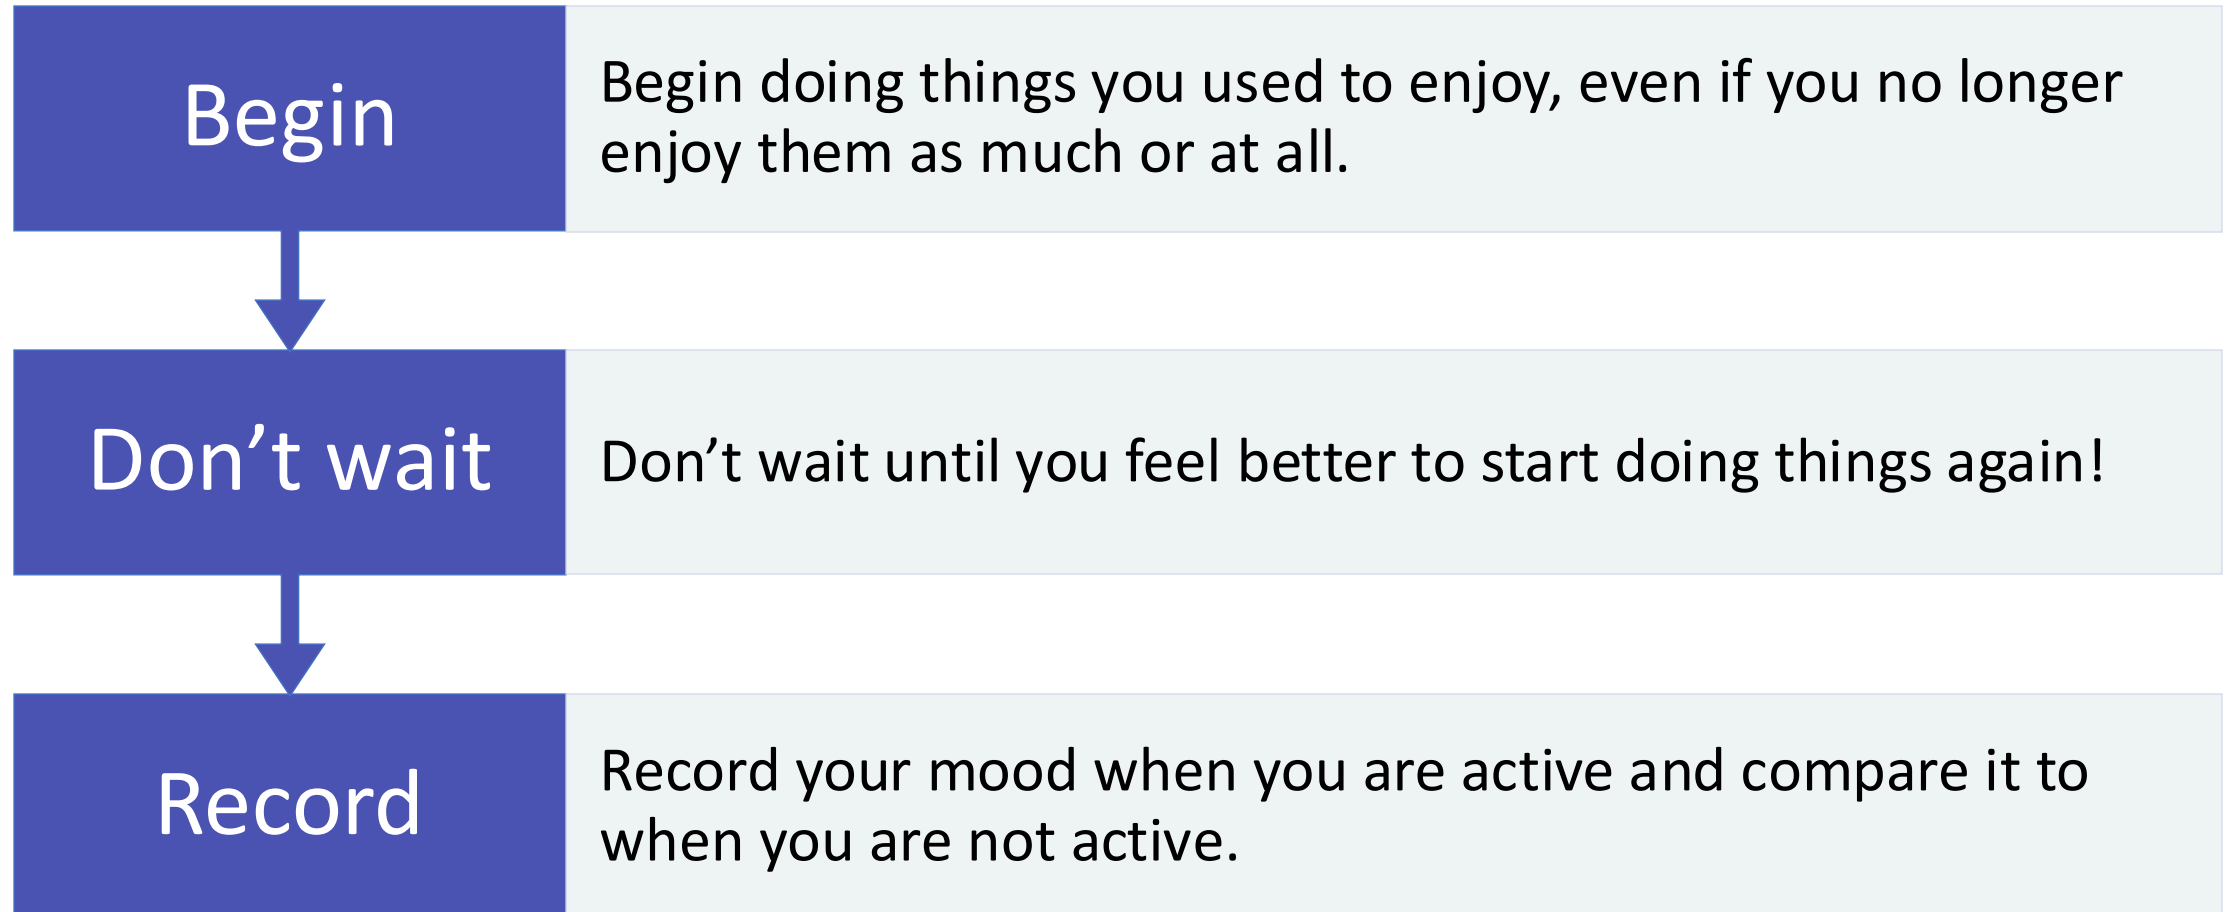 Begin
Begin doing things you used to enjoy, even if you no longer
enjoy them as much or at all.
Don’t wait
Don’t wait until you feel better to start doing things again!
Record
Record your mood when you are active and compare it to
when you are not active.